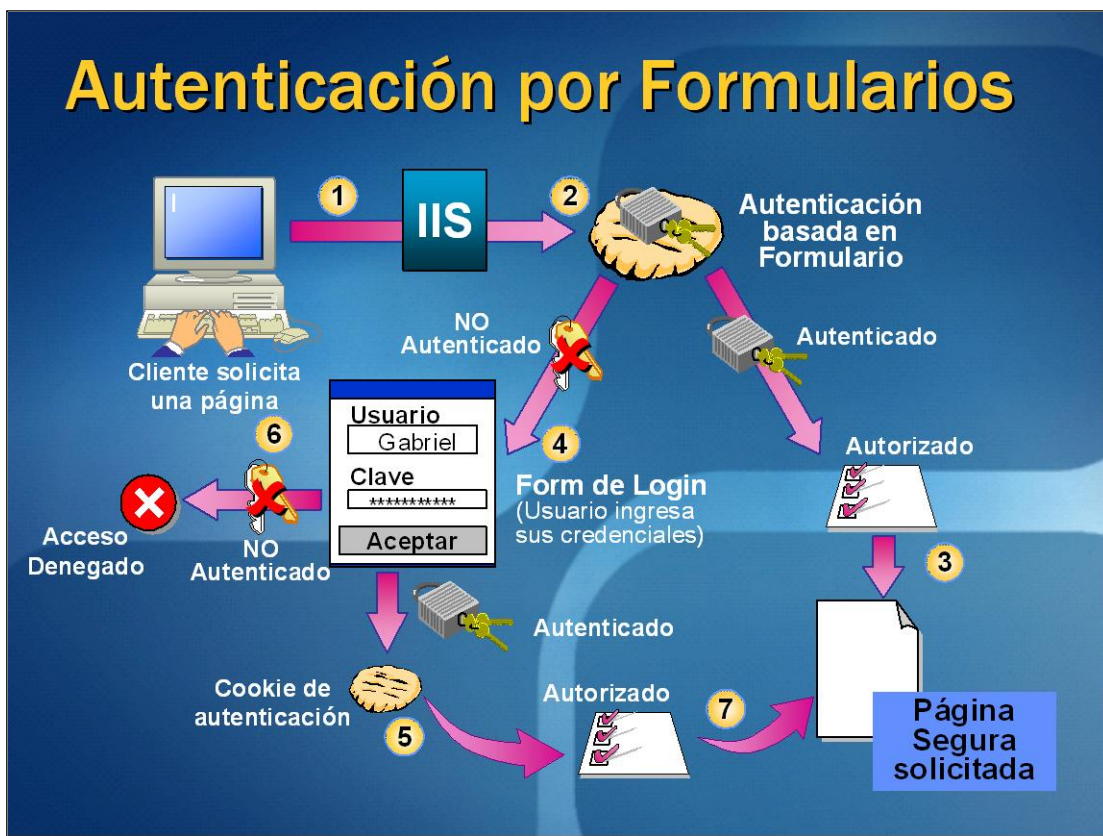 Autenticación por Formularios
1
IIS
2
Autenticación
basada en
Formulario
NO
Autenticado
Autenticado
Cliente solicita
una página
Usuario
Gabriel
Clave
***********
Aceptar
4
Form de Login
(Usuario ingresa
sus credenciales)
6
NO
Autenticado
Acceso
Denegado
Autorizado
3
Autenticado
Cookie de
autenticación
5
Autorizado
7
Página
Segura
solicitada